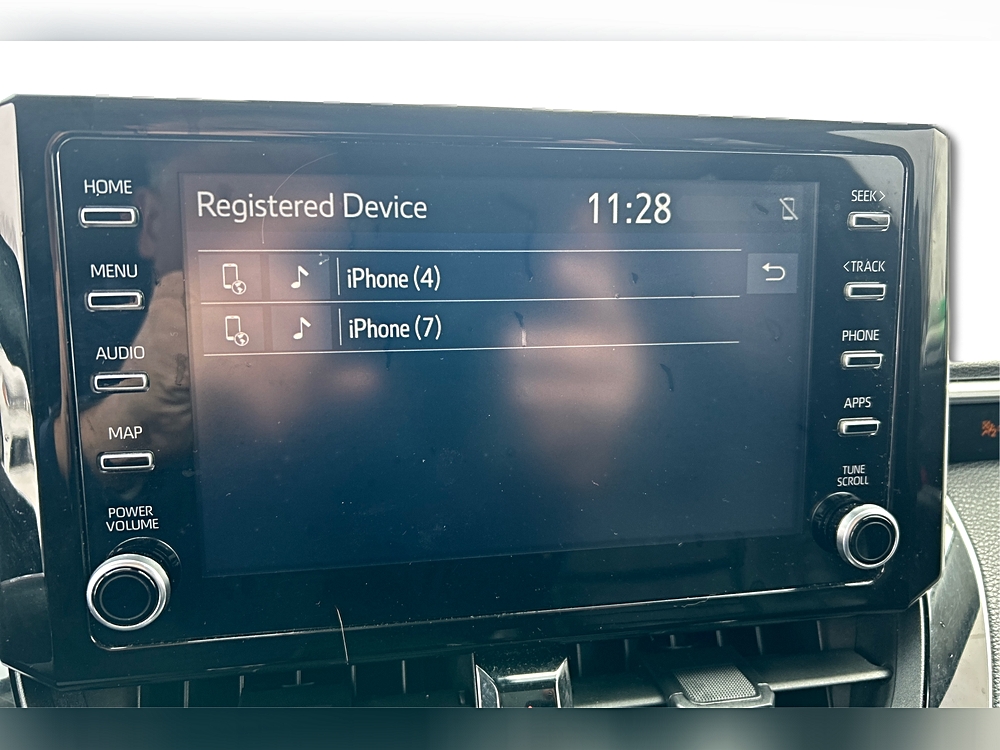 HOME
MENU
AUDIO
MAP
POWER
VOLUME
Registered Device 11:28
iPhone (4)
iPhone (7)
SEEK >
< TRACK
PHONE
APPS
TUNE
SCROLL